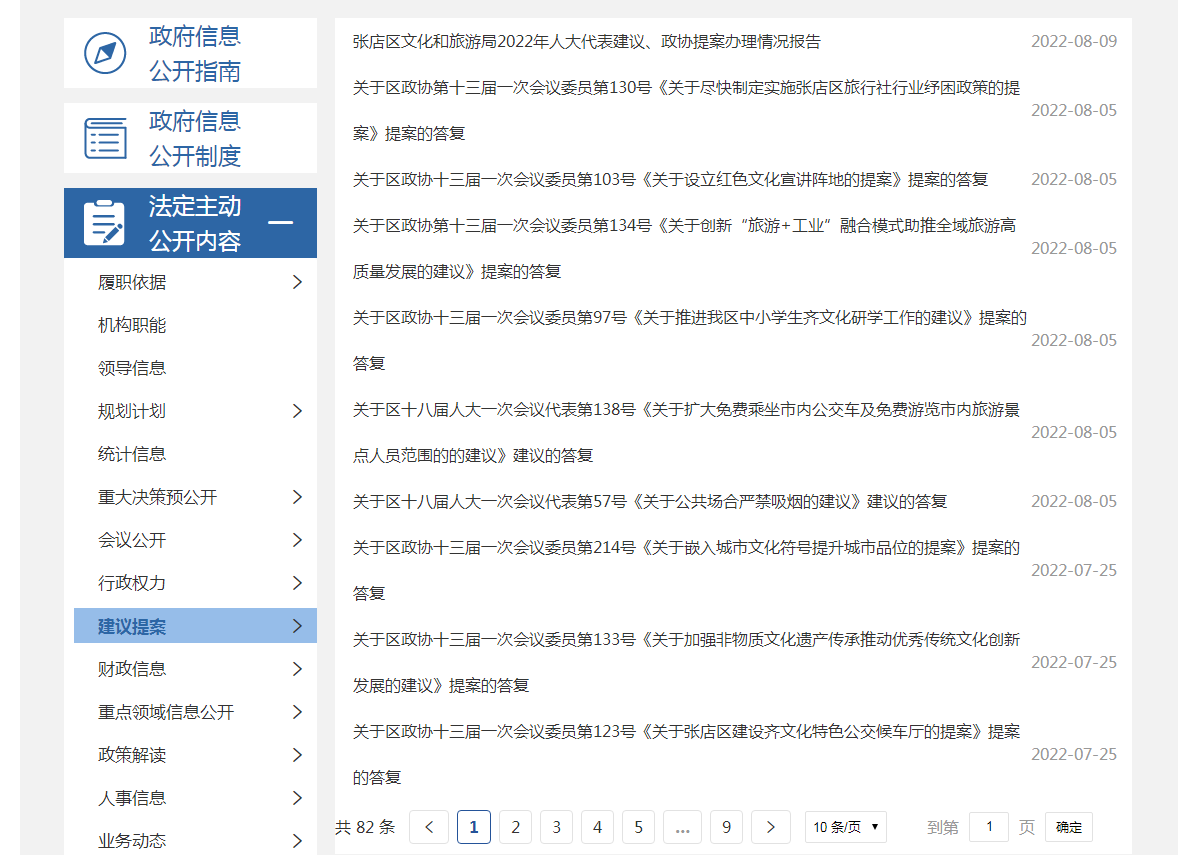 政府信息
公开指南
政府信息
公开制度
法定主动
公开内容
履职依据
机构职能
领导信息
规划计划
统计信息
重大决策预公开
会议公开
行政权力
建议提案
财政信息
重点领域信息公开
政策解读
人事信息
业务动态
张店区文化和旅游局2022年人大代表建议、政协提案办理情况报告 2022-08-09
关于区政协第十三届一次会议委员第130号《关于尽快制定实施张店区旅行社行业纾困政策的提
案》提案的答复 2022-08-05
关于区政协十三届一次会议委员第103号《关于设立红色文化宣讲阵地的提案》提案的答复 2022-08-05
关于区政协第十三届一次会议委员第134号《关于创新“旅游+工业”融合模式助推全域旅游高
质量发展的建议》提案的答复 2022-08-05
关于区政协十三届一次会议委员第97号《关于推进我区中小学生齐文化研学工作的建议》提案的
答复 2022-08-05
关于区十八届人大一次会议代表第138号《关于扩大免费乘坐市内公交车及免费游览市内旅游景
点人员范围的的建议》建议的答复 2022-08-05
关于区十八届人大一次会议代表第57号《关于公共场合严禁吸烟的建议》建议的答复 2022-08-05
关于区政协十三届一次会议委员第214号《关于嵌入城市文化符号提升城市品位的提案》提案的
答复 2022-07-25
关于区政协十三届一次会议委员第133号《关于加强非物质文化遗产传承推动优秀传统文化创新
发展的建议》提案的答复 2022-07-25
关于区政协十三届一次会议委员第123号《关于张店区建设齐文化特色公交候车厅的提案》提案
的答复 2022-07-25
共 82 条 1 2 3 4 5 ... 9 10 条/页 到第 1 页 确定